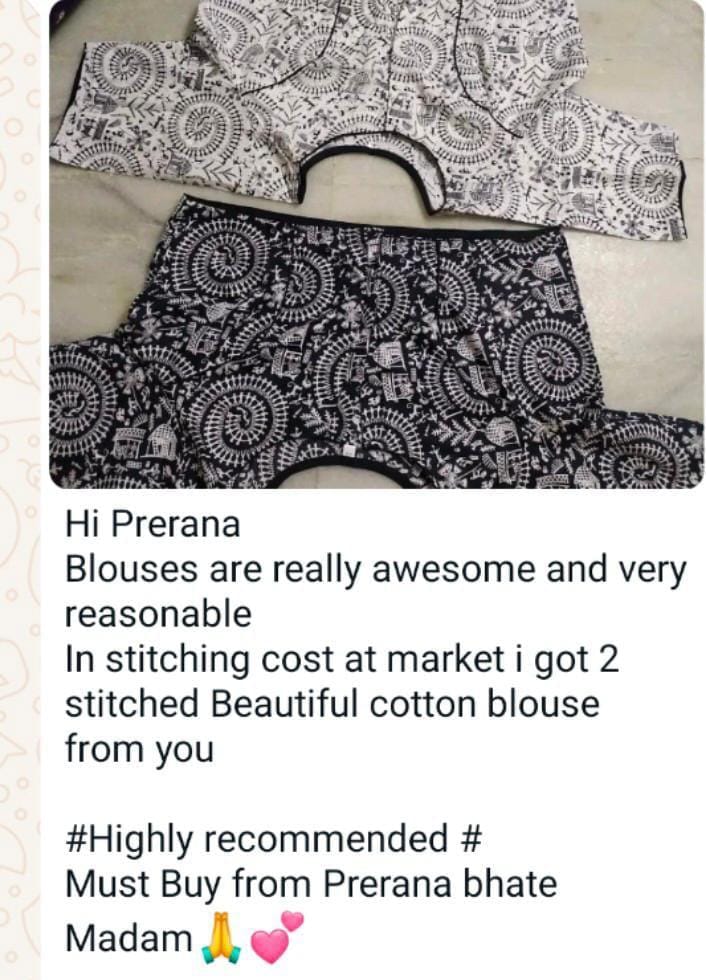 Hi Prerana
Blouses are really awesome and very
reasonable
In stitching cost at market i got 2
stitched Beautiful cotton blouse
from you

#Highly recommended #
Must Buy from Prerana bhate
Madam🙏💕